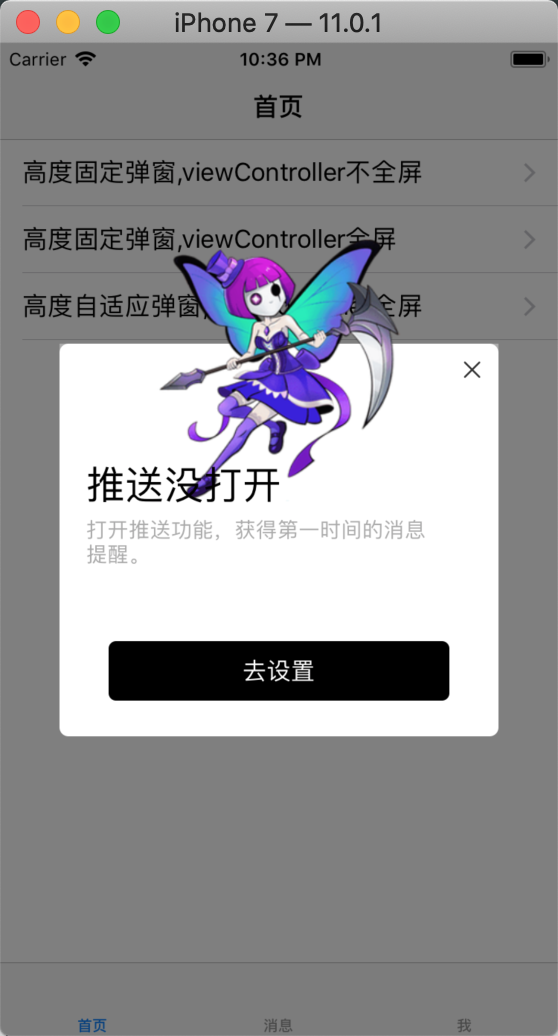 iPhone 7 — 11.0.1
Carrier 10:36 PM
首页
高度固定弹窗,viewController不全屏
高度固定弹窗,viewController全屏
高度自适应弹窗,
全屏
推送没打开
打开推送功能，获得第一时间的消息
提醒。
去设置
首页 消息 我